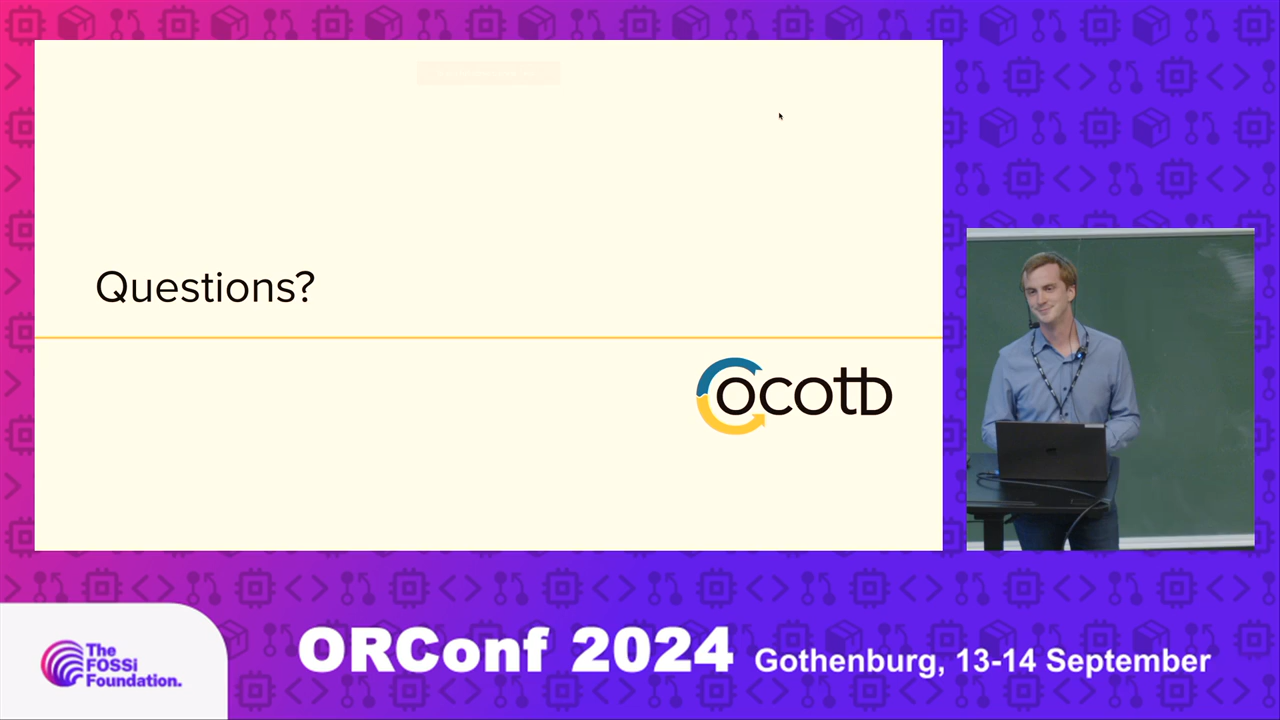 Questions?
cocotb
The
FOSSi
Foundation.
ORConf 2024 Gothenburg, 13-14 September